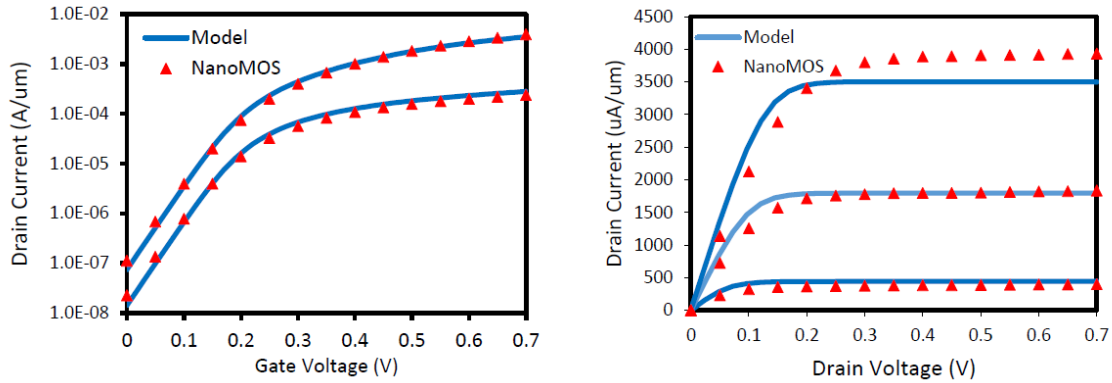 1.0E-02
1.0E-03
1.0E-04
1.0E-05
1.0E-06
1.0E-07
1.0E-08
Drain Current (A/um)
Model
NanoMOS
0 0.1 0.2 0.3 0.4 0.5 0.6 0.7
Gate Voltage (V)
4500
4000
3500
3000
2500
2000
1500
1000
500
0
Drain Current (uA/um)
Model
NanoMOS
0 0.1 0.2 0.3 0.4 0.5 0.6 0.7
Drain Voltage (V)